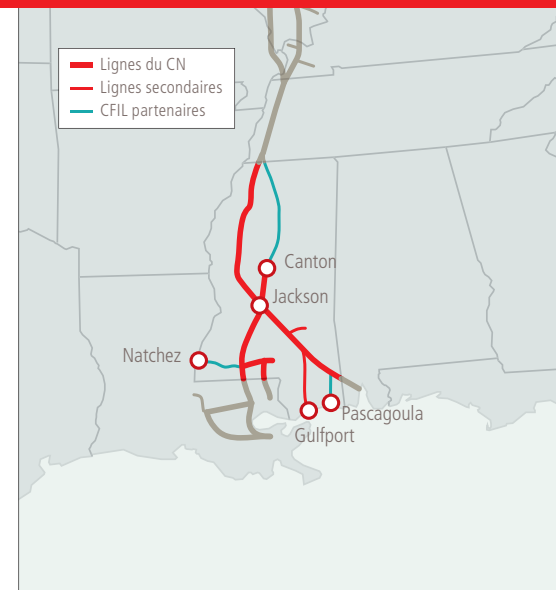 Lignes du CN
Lignes secondaires
CFIL partenaires
Canton
Jackson
Natchez
Pascagoula
Gulfport